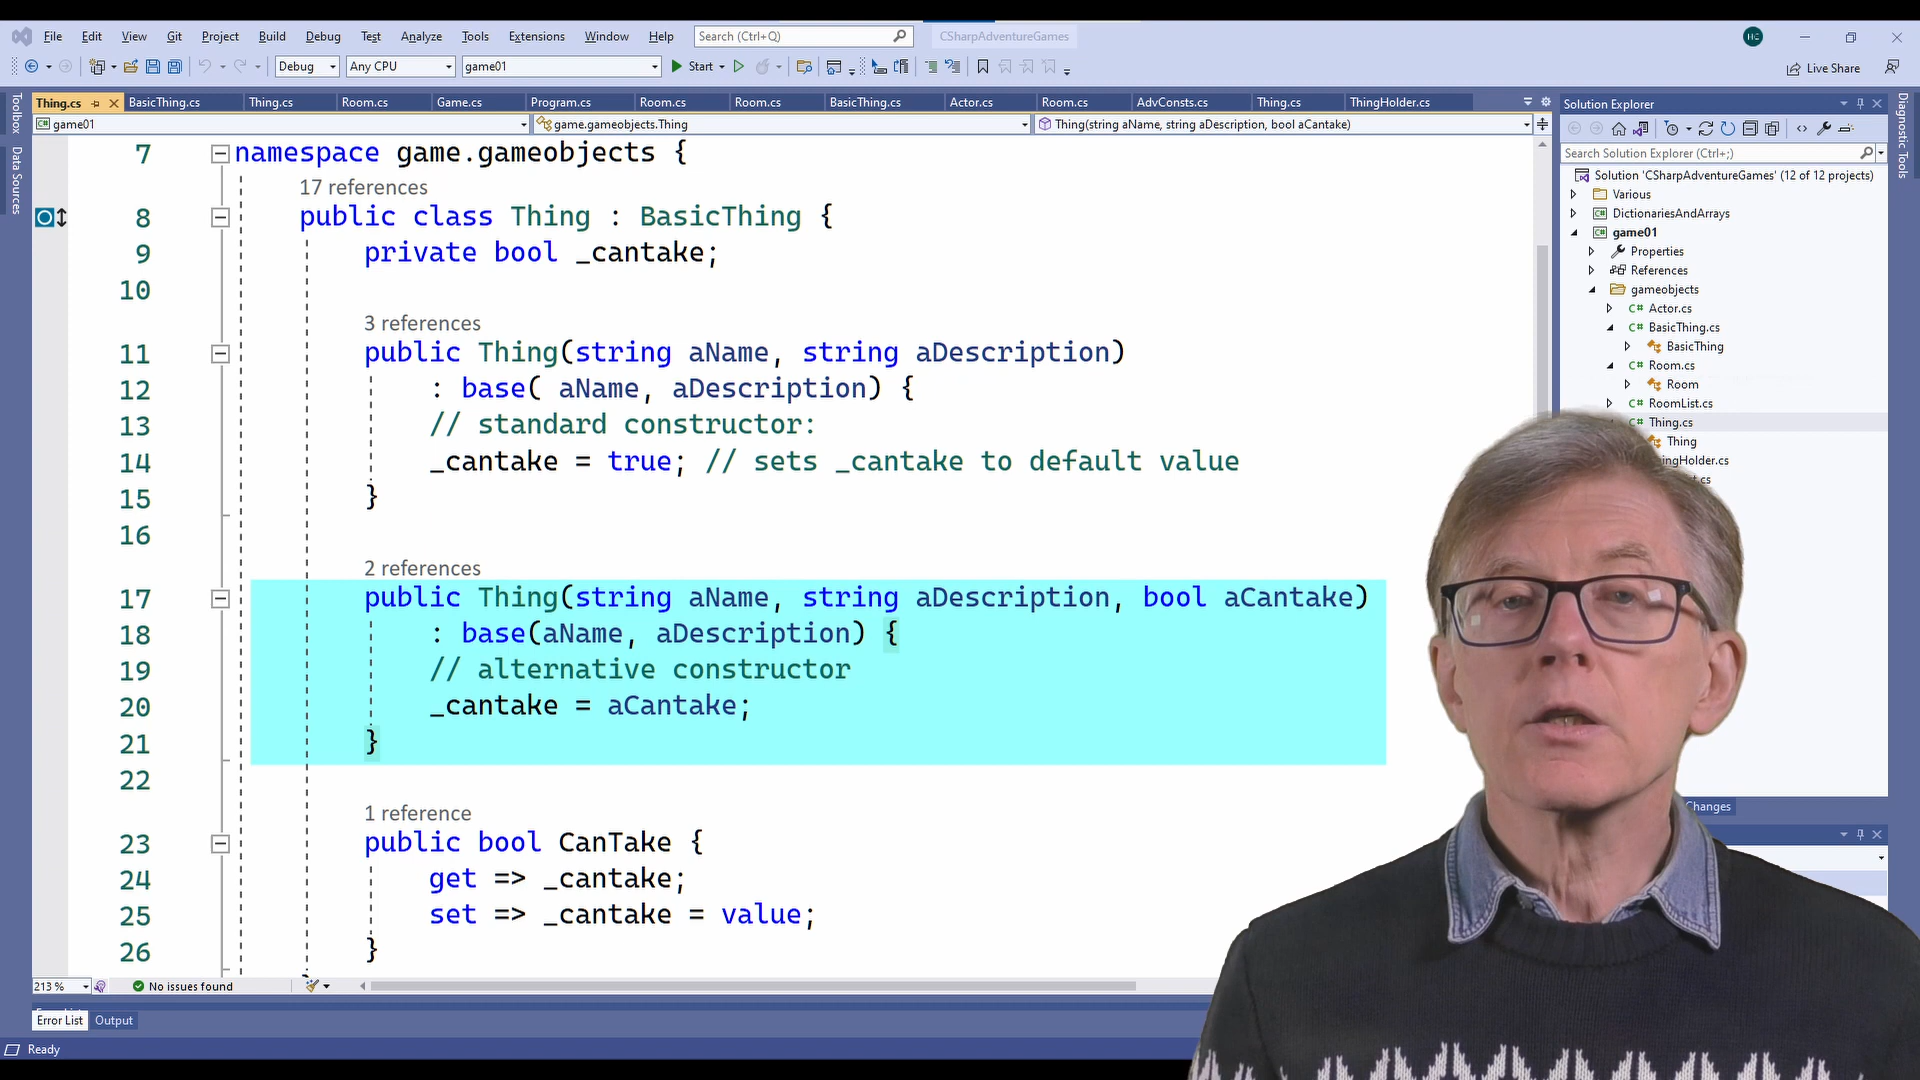 File Edit View Git Project Build Debug Test Analyze Tools Extensions Window Help Search (Ctrl+Q) CSharpAdventureGames HC
Debug Any CPU game01 Start Live Share
Thing.cs BasicThing.cs Thing.cs Room.cs Game.cs Program.cs Room.cs Room.cs BasicThing.cs Actor.cs Room.cs AdvConsts.cs Thing.cs ThingHolder.cs
game01 game.gameobjects.Thing Thing(string aName, string aDescription, bool aCantake)
Toolbox
Data Sources
7 namespace game.gameobjects {
17 references
8 public class Thing : BasicThing {
9 private bool _cantake;
10
3 references
11 public Thing(string aName, string aDescription)
12 : base( aName, aDescription) {
13 // standard constructor:
14 _cantake = true; // sets _cantake to default value
15 }
16
2 references
17 public Thing(string aName, string aDescription, bool aCantake)
18 : base(aName, aDescription) {
19 // alternative constructor
20 _cantake = aCantake;
21 }
22
1 reference
23 public bool CanTake {
24 get => _cantake;
25 set => _cantake = value;
26 }
213 % No issues found
Error List Output
Ready
Solution Explorer
Search Solution Explorer (Ctrl+;)
Solution 'CSharpAdventureGames' (12 of 12 projects)
Various
DictionariesAndArrays
game01
Properties
References
gameobjects
Actor.cs
BasicThing.cs
BasicThing
Room.cs
Room
RoomList.cs
Thing.cs
Thing
ingHolder.cs
Changes
Diagnostic Tools